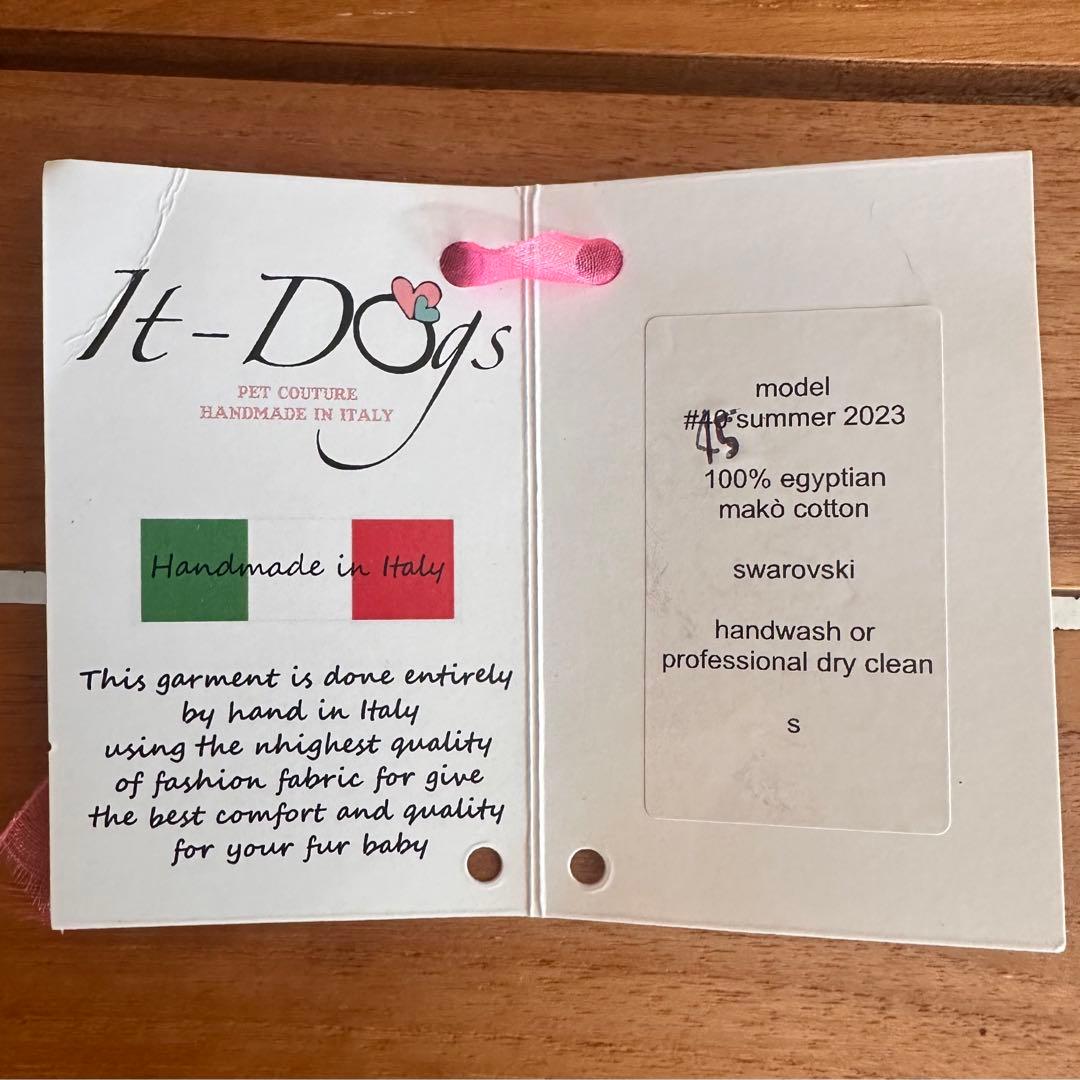 It-Dogs
PET COUTURE
HANDMADE IN ITALY
Handmade in Italy
This garment is done entirely
by hand in Italy
using the nhighest quality
of fashion fabric for give
the best comfort and quality
for your fur baby
model
#40 summer 2023
45
100% egyptian
makò cotton
swarovski
handwash or
professional dry clean
s